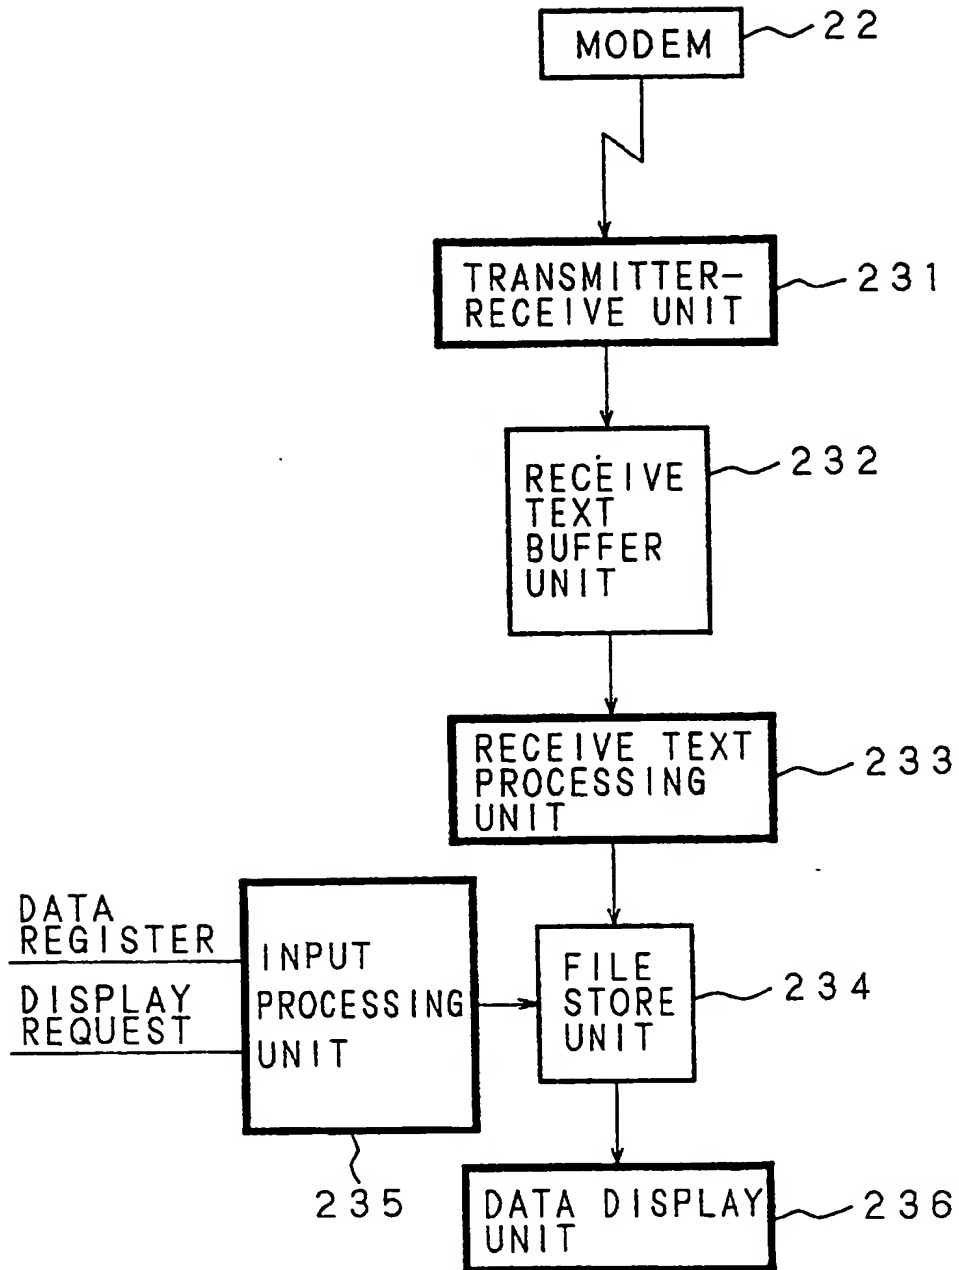 MODEM
22
TRANSMITTER-
RECEIVE UNIT
231
RECEIVE
TEXT
BUFFER
UNIT
232
RECEIVE TEXT
PROCESSING
UNIT
233
DATA
REGISTER
DISPLAY
REQUEST
INPUT
PROCESSING
UNIT
235
FILE
STORE
UNIT
234
DATA DISPLAY
UNIT
236